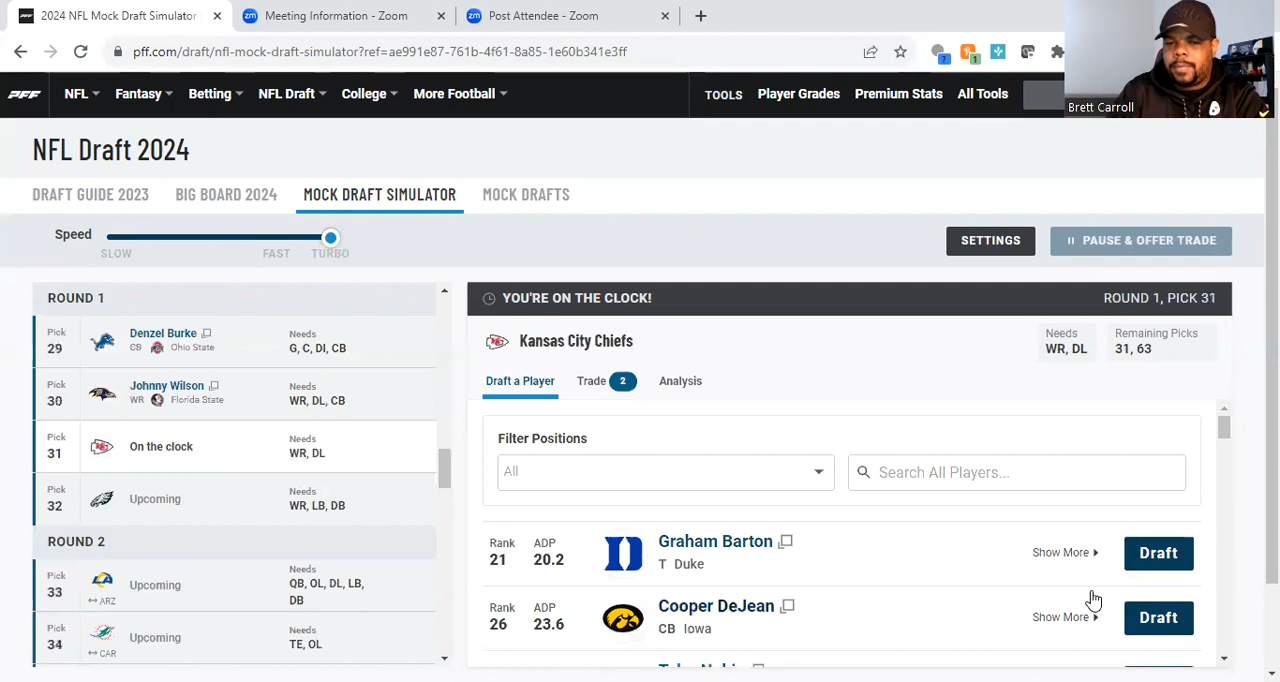 2024 NFL Mock Draft Simulator
Meeting Information - Zoom
Post Attendee - Zoom
pff.com/draft/nfl-mock-draft-simulator?ref=ae991e87-761b-4f61-8a85-1e60b341e3ff
Brett Carroll
PFF
NFL
Fantasy
Betting
NFL Draft
College
More Football
TOOLS
Player Grades
Premium Stats
All Tools
NFL Draft 2024
DRAFT GUIDE 2023
BIG BOARD 2024
MOCK DRAFT SIMULATOR
MOCK DRAFTS
Speed
SLOW
FAST
TURBO
SETTINGS
PAUSE & OFFER TRADE
ROUND 1
Pick
29
Denzel Burke
CB Ohio State
Needs
G, C, DI, CB
Pick
30
Johnny Wilson
WR Florida State
Needs
WR, DL, CB
Pick
31
On the clock
Needs
WR, DL
Pick
32
Upcoming
Needs
WR, LB, DB
ROUND 2
Pick
33
ARZ
Upcoming
Needs
QB, OL, DL, LB,
DB
Pick
34
CAR
Upcoming
Needs
TE, OL
YOU'RE ON THE CLOCK!
ROUND 1, PICK 31
Kansas City Chiefs
Needs
WR, DL
Remaining Picks
31, 63
Draft a Player
Trade 2
Analysis
Filter Positions
All
Search All Players...
Rank
21
ADP
20.2
Graham Barton
T Duke
Show More
Draft
Rank
26
ADP
23.6
Cooper DeJean
CB Iowa
Show More
Draft